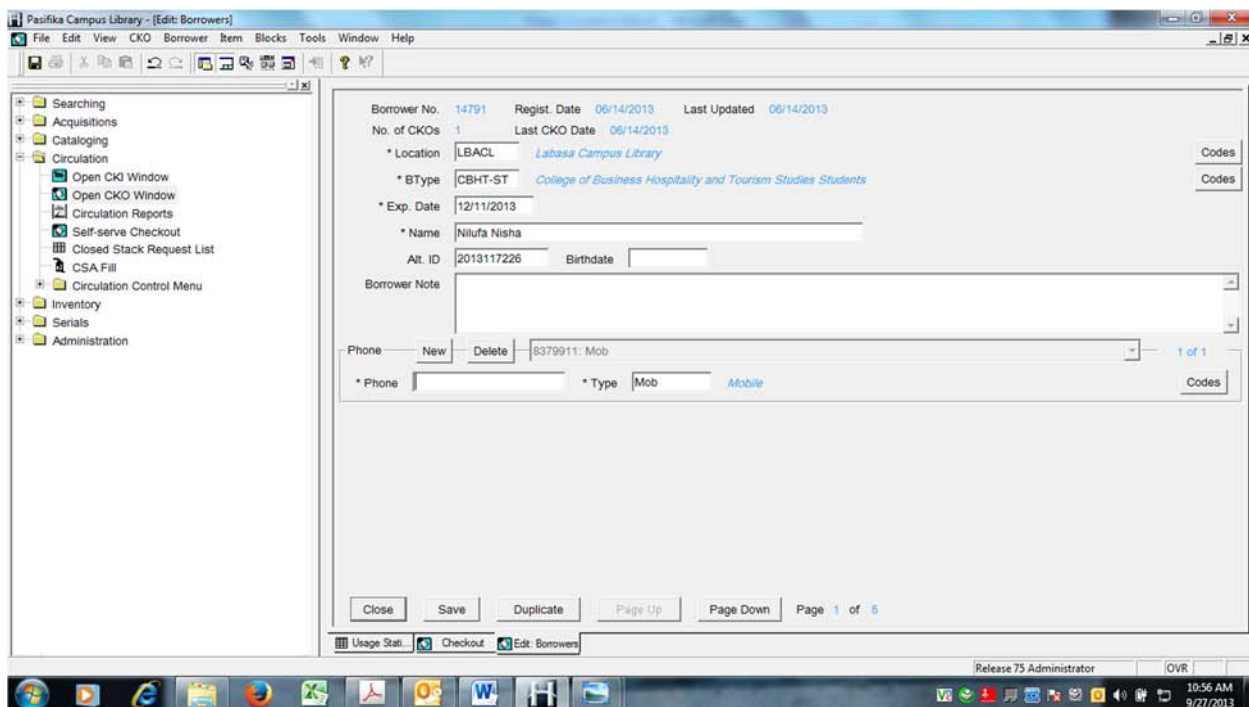 Pasifika Campus Library - [Edit: Borrowers]
File Edit View CKO Borrower Item Blocks Tools Window Help
Searching
Acquisitions
Cataloging
Circulation
Open CKI Window
Open CKO Window
Circulation Reports
Self-serve Checkout
Closed Stack Request List
CSA Fill
Circulation Control Menu
Inventory
Serials
Administration
Borrower No. 14791 Regist. Date 06/14/2013 Last Updated 06/14/2013
No. of CKOs 1 Last CKO Date 06/14/2013
* Location LBACL Labasa Campus Library Codes
* BType CBHT-ST College of Business Hospitality and Tourism Studies Students Codes
* Exp. Date 12/11/2013
* Name Nilufa Nisha
Alt. ID 2013117226 Birthdate
Borrower Note
Phone New Delete 8379911: Mob 1 of 1
* Phone * Type Mob Mobile Codes
Close Save Duplicate Page Up Page Down Page 1 of 5
Usage Stati... Checkout Edit: Borrowers
Release 75 Administrator OVR
10:56 AM
9/27/2013